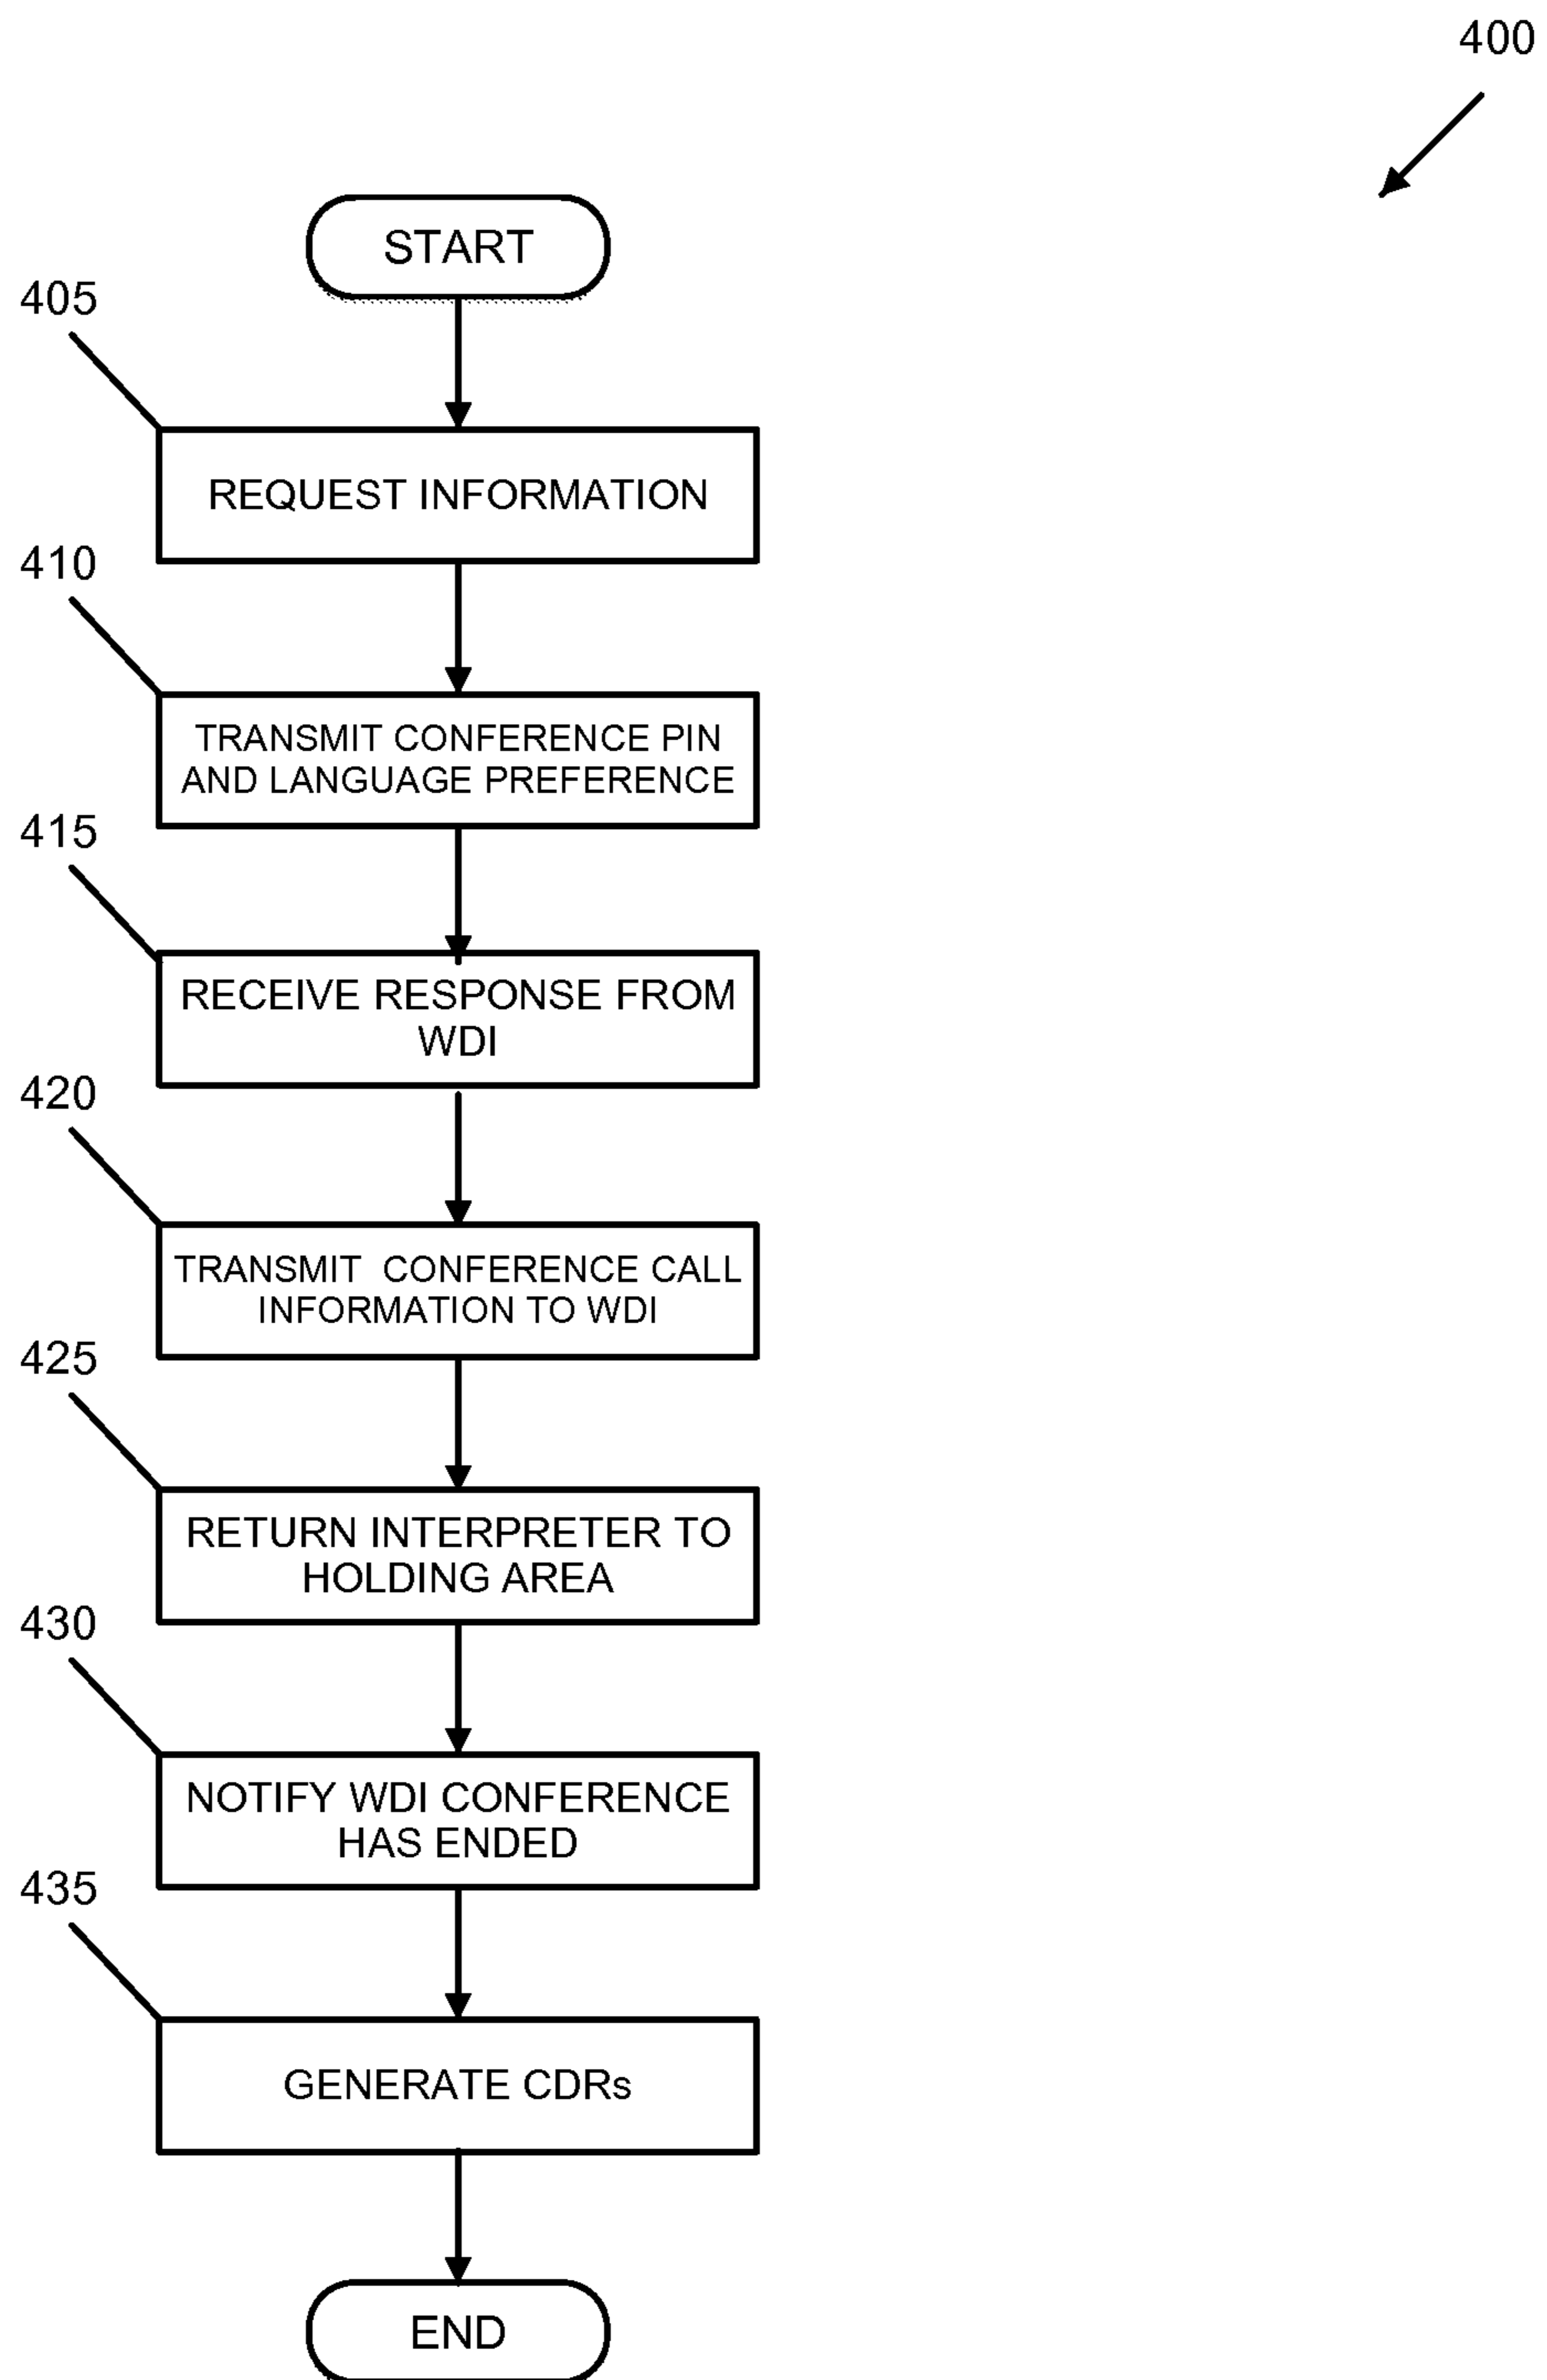 400
START
405
REQUEST INFORMATION
410
TRANSMIT CONFERENCE PIN
AND LANGUAGE PREFERENCE
415
RECEIVE RESPONSE FROM
WDI
420
TRANSMIT CONFERENCE CALL
INFORMATION TO WDI
425
RETURN INTERPRETER TO
HOLDING AREA
430
NOTIFY WDI CONFERENCE
HAS ENDED
435
GENERATE CDRs
END